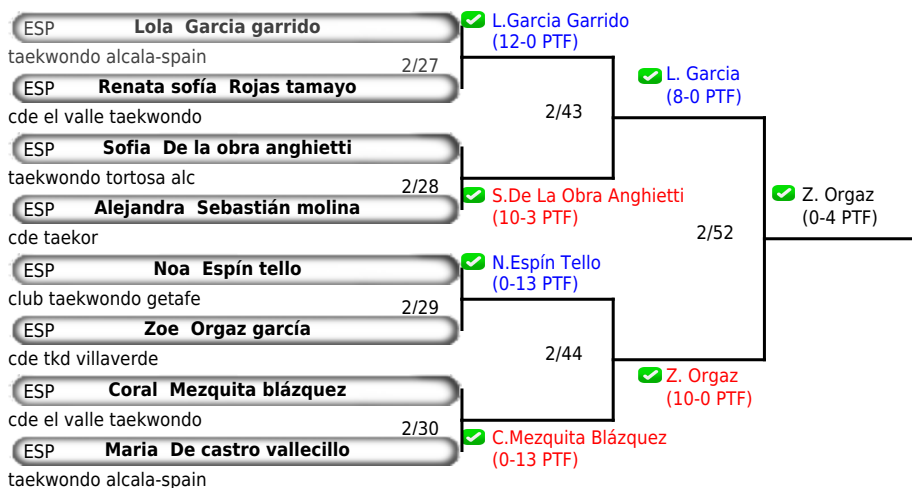 ESP Lola Garcia garrido
taekwondo alcala-spain
2/27
ESP Renata sofía Rojas tamayo
cde el valle taekwondo
ESP Sofia De la obra anghietti
taekwondo tortosa alc
2/28
ESP Alejandra Sebastián molina
cde taekor
ESP Noa Espín tello
club taekwondo getafe
2/29
ESP Zoe Orgaz garcía
cde tkd villaverde
ESP Coral Mezquita blázquez
cde el valle taekwondo
2/30
ESP Maria De castro vallecillo
taekwondo alcala-spain
L.Garcia Garrido
(12-0 PTF)
2/43
S.De La Obra Anghietti
(10-3 PTF)
N.Espín Tello
(0-13 PTF)
2/44
C.Mezquita Blázquez
(0-13 PTF)
L. Garcia
(8-0 PTF)
2/52
Z. Orgaz
(10-0 PTF)
Z. Orgaz
(0-4 PTF)